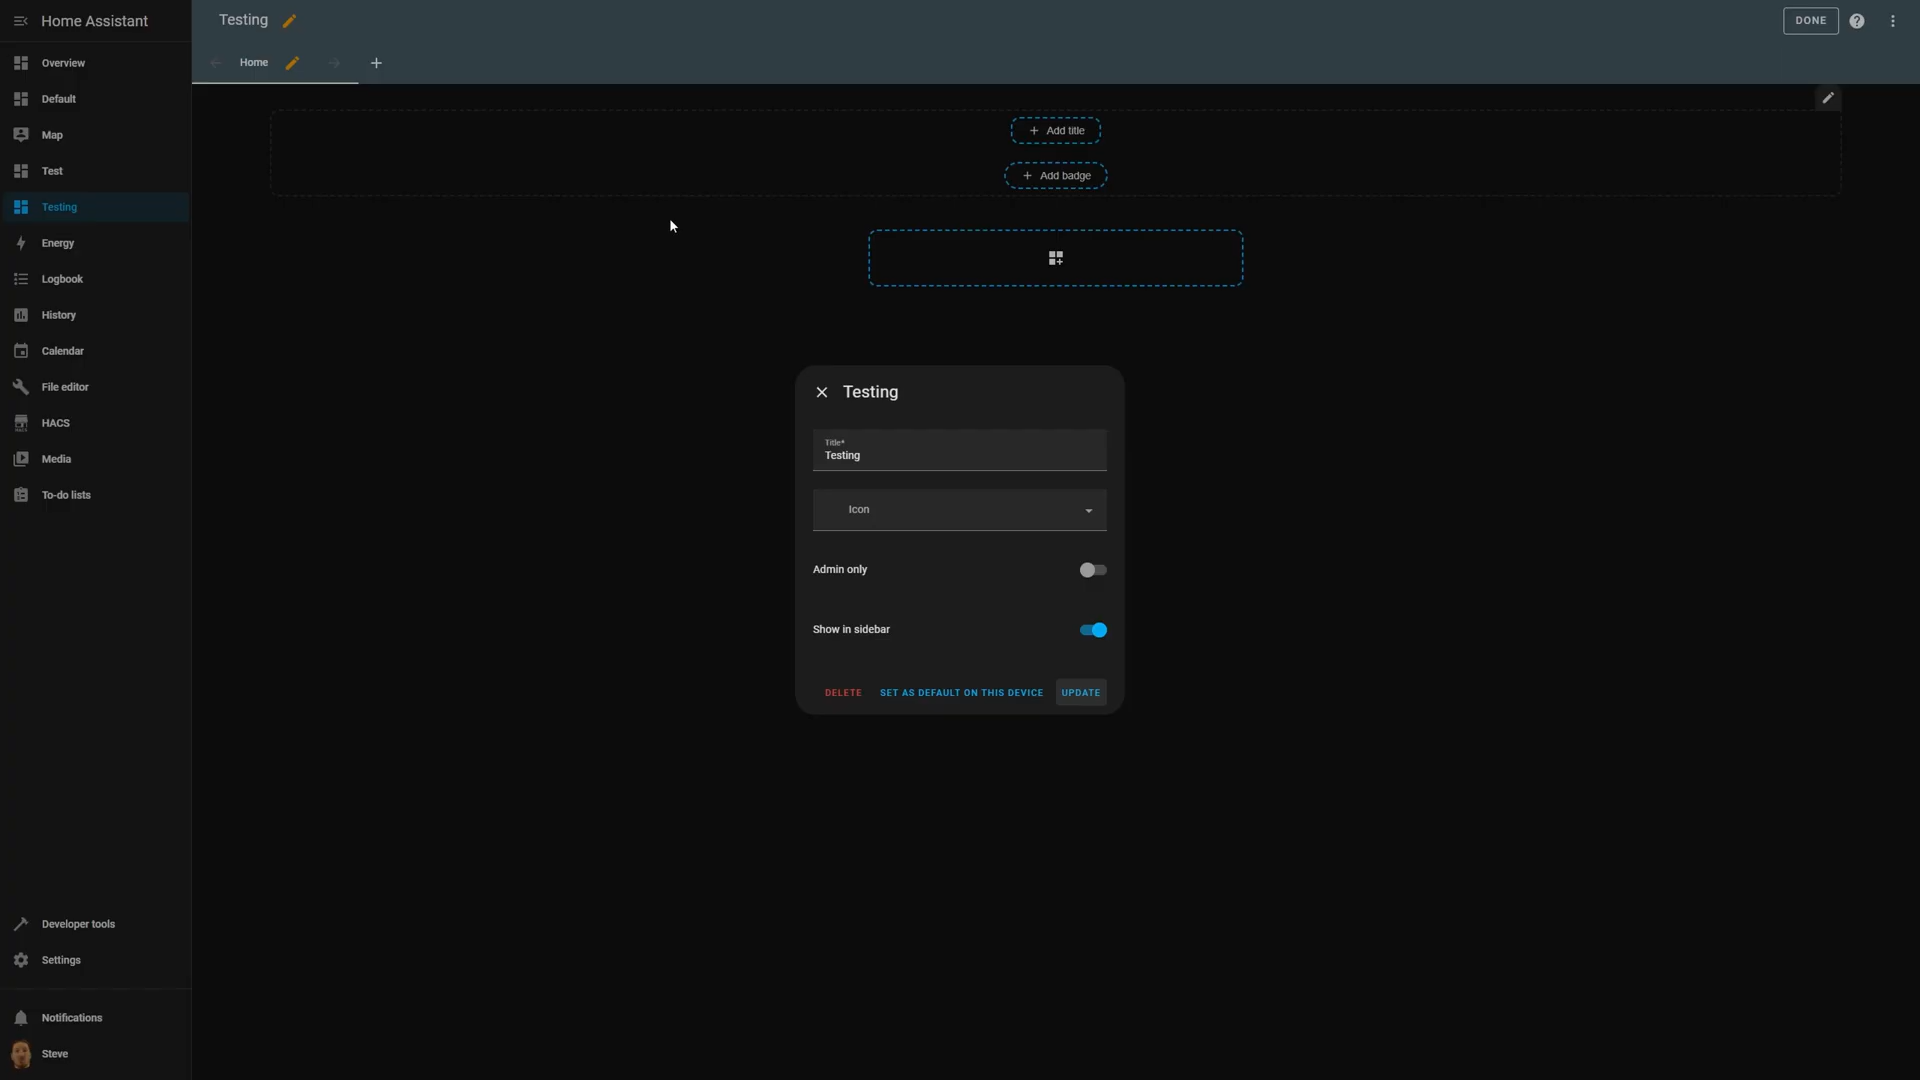 Home Assistant
Testing
DONE
Home
Overview
Default
Map
Test
Testing
Energy
Logbook
History
Calendar
File editor
HACS
Media
To-do lists
Developer tools
Settings
Notifications
Steve
Add title
Add badge
Testing
Title*
Testing
Icon
Admin only
Show in sidebar
DELETE SET AS DEFAULT ON THIS DEVICE UPDATE